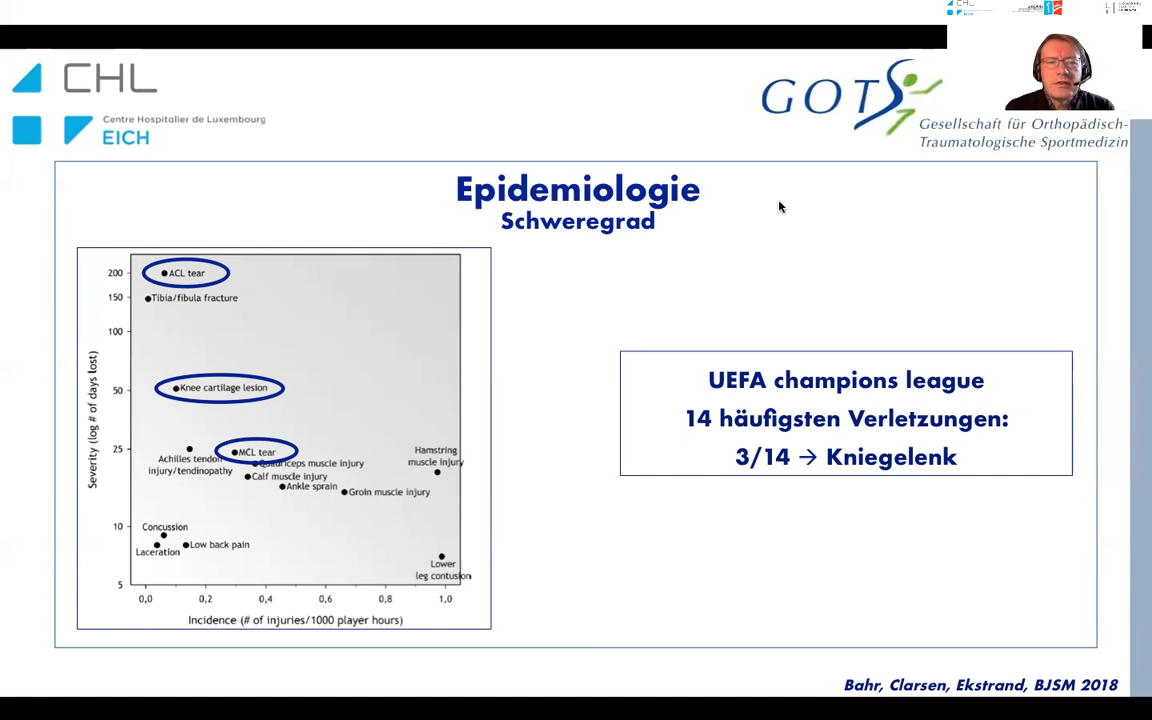 CHL
Centre Hospitalier de Luxembourg
EICH
GOTS
Gesellschaft für Orthopädisch-
Traumatologische Sportmedizin
Epidemiologie
Schweregrad
Severity (log # of days lost)
200
150
100
50
25
10
5
ACL tear
Tibia/fibula fracture
Knee cartilage lesion
Achilles tendon
injury/tendinopathy
MCL tear
Quadriceps muscle injury
Calf muscle injury
Ankle sprain
Groin muscle injury
Hamstring
muscle injury
Concussion
Laceration
Low back pain
Lower
leg contusion
0,0 0,2 0,4 0,6 0,8 1,0
Incidence (# of injuries/1000 player hours)
UEFA champions league
14 häufigsten Verletzungen:
3/14 → Kniegelenk
Bahr, Clarsen, Ekstrand, BJSM 2018